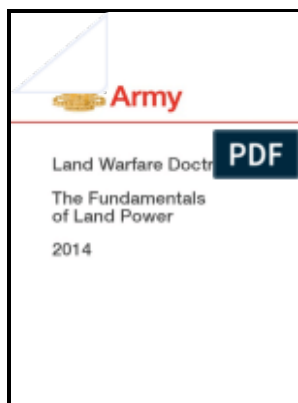 Army
Land Warfare Doctr
PDF
The Fundamentals
of Land Power
2014